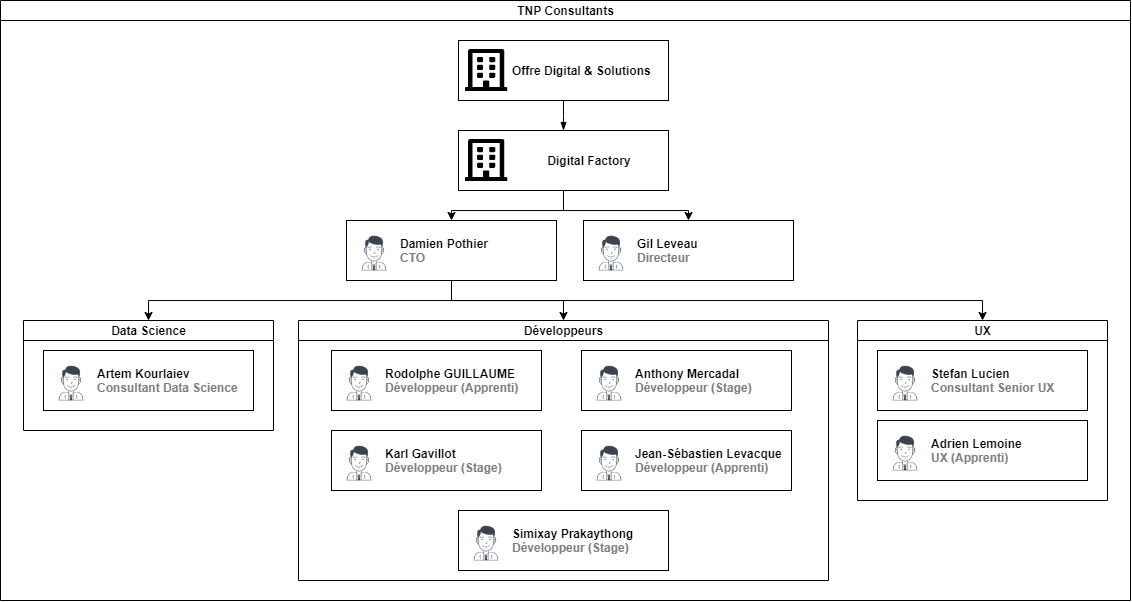 TNP Consultants
Offre Digital & Solutions
Digital Factory
Damien Pothier
CTO
Gil Leveau
Directeur
Data Science
Artem Kourlaiev
Consultant Data Science
Développeurs
Rodolphe GUILLAUME
Développeur (Apprenti)
Anthony Mercadal
Développeur (Stage)
Karl Gavillot
Développeur (Stage)
Jean-Sébastien Levacque
Développeur (Apprenti)
Simixay Prakaythong
Développeur (Stage)
UX
Stefan Lucien
Consultant Senior UX
Adrien Lemoine
UX (Apprenti)